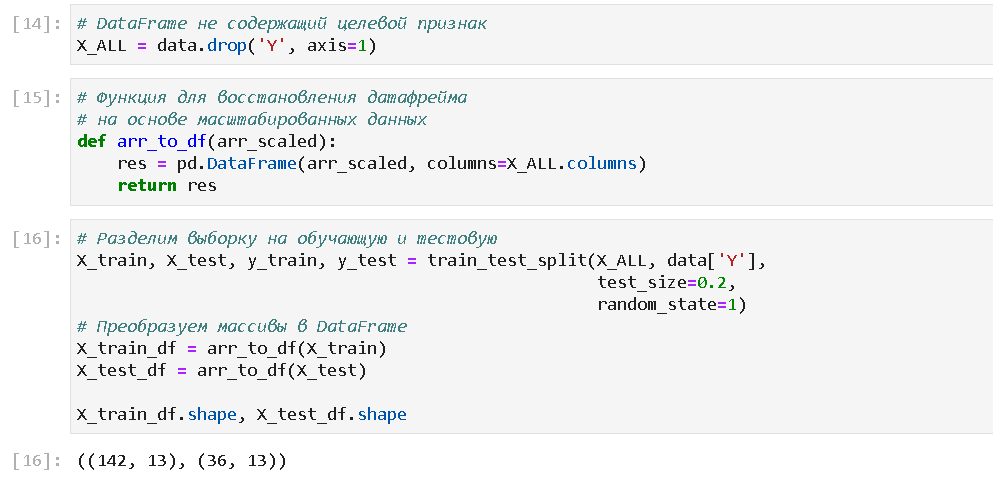 [14]: # DataFrame не содержащий целевой признак
X_ALL = data.drop('Y', axis=1)
[15]: # Функция для восстановления датафрейма
# на основе масштабированных данных
def arr_to_df(arr_scaled):
    res = pd.DataFrame(arr_scaled, columns=X_ALL.columns)
    return res
[16]: # Разделим выборку на обучающую и тестовую
X_train, X_test, y_train, y_test = train_test_split(X_ALL, data['Y'],
                                                    test_size=0.2,
                                                    random_state=1)
# Преобразуем массивы в DataFrame
X_train_df = arr_to_df(X_train)
X_test_df = arr_to_df(X_test)
X_train_df.shape, X_test_df.shape
[16]: ((142, 13), (36, 13))